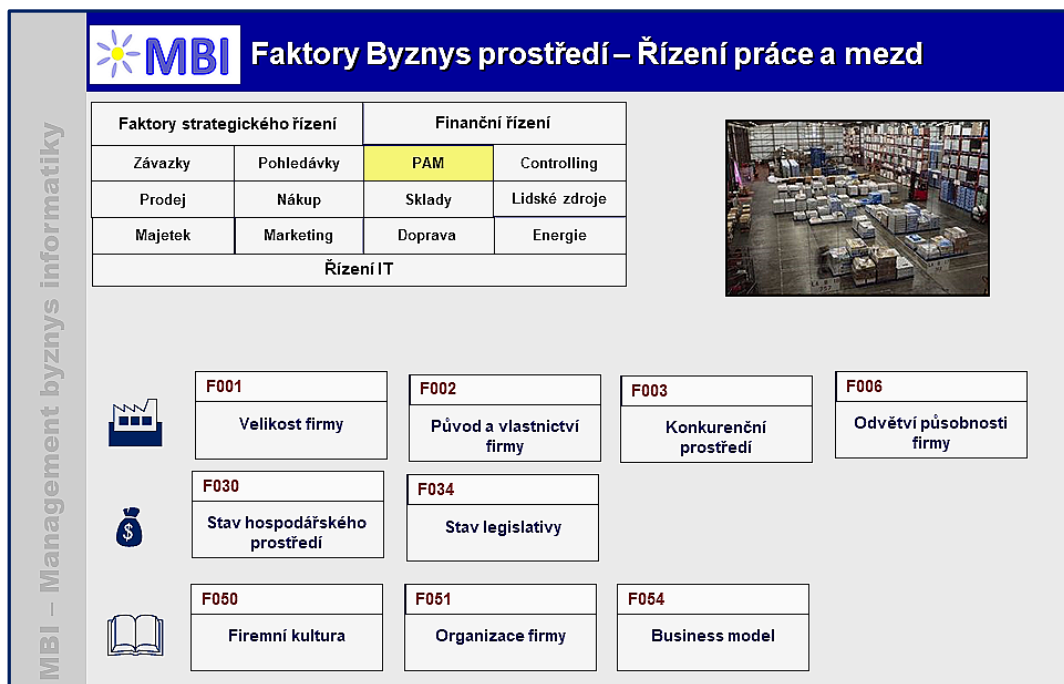 MBI Faktory Byznys prostředí – Řízení práce a mezd
MBI – Management byznys informatiky
Faktory strategického řízení Finanční řízení
Závazky Pohledávky PAM Controlling
Prodej Nákup Sklady Lidské zdroje
Majetek Marketing Doprava Energie
Řízení IT
F001
Velikost firmy
F002
Původ a vlastnictví
firmy
F003
Konkurenční
prostředí
F006
Odvětví působnosti
firmy
F030
Stav hospodářského
prostředí
F034
Stav legislativy
F050
Firemní kultura
F051
Organizace firmy
F054
Business model